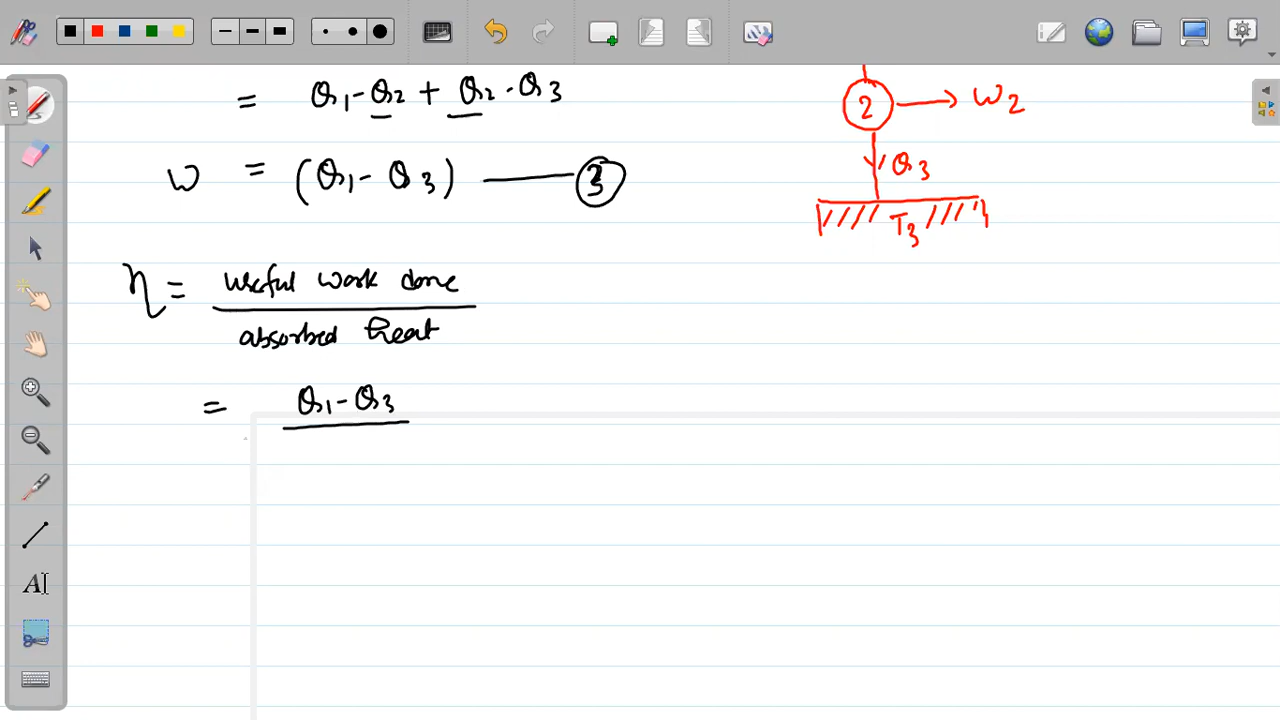 = Q1-Q2 + Q2-Q3
W = (Q1-Q3) —— 3
η = useful work done
absorbed heat
= Q1-Q3
2 → W2
Q3
T3
A